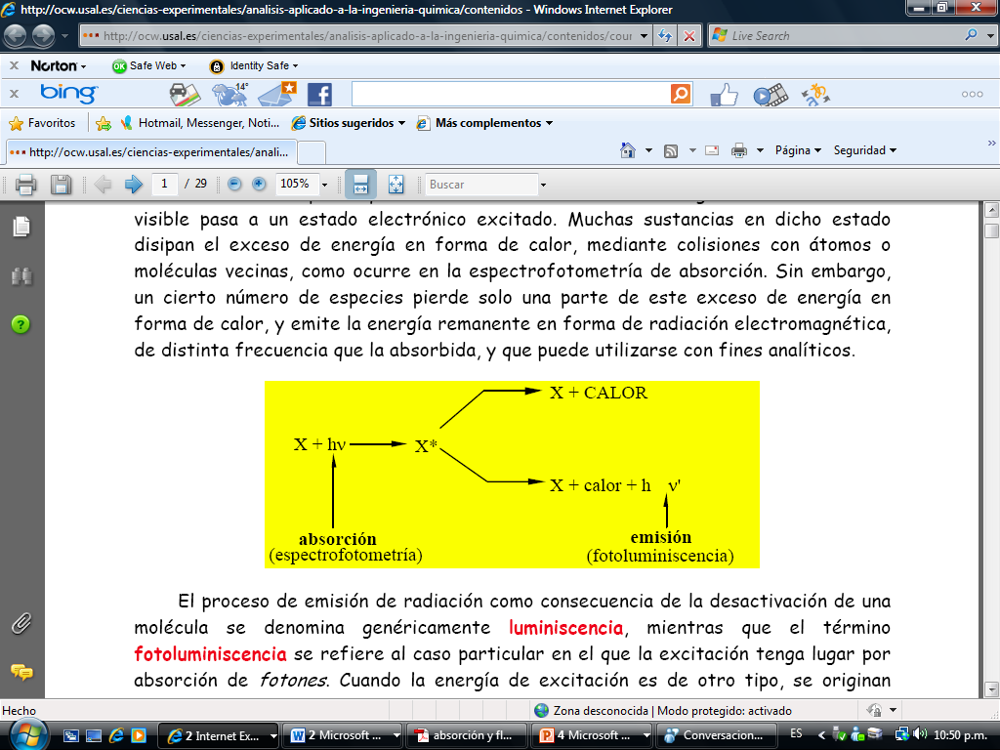 http://ocw.usal.es/ciencias-experimentales/analisis-aplicado-a-la-ingenieria-quimica/contenidos - Windows Internet Explorer
http://ocw.usal.es/ciencias-experimentales/analisis-aplicado-a-la-ingenieria-quimica/contenidos/cour
Live Search
X Norton OK Safe Web Identity Safe
X bing 14°
Favoritos Hotmail, Messenger, Noti... Sitios sugeridos Más complementos
http://ocw.usal.es/ciencias-experimentales/anali... Página Seguridad »
1 / 29 105% Buscar
visible pasa a un estado electrónico excitado. Muchas sustancias en dicho estado
disipan el exceso de energía en forma de calor, mediante colisiones con átomos o
moléculas vecinas, como ocurre en la espectrofotometría de absorción. Sin embargo,
un cierto número de especies pierde solo una parte de este exceso de energía en
forma de calor, y emite la energía remanente en forma de radiación electromagnética,
de distinta frecuencia que la absorbida, y que puede utilizarse con fines analíticos.
X + CALOR
X + hν X*
X + calor + h ν'
absorción
(espectrofotometría)
emisión
(fotoluminiscencia)
El proceso de emisión de radiación como consecuencia de la desactivación de una
molécula se denomina genéricamente luminiscencia, mientras que el término
fotoluminiscencia se refiere al caso particular en el que la excitación tenga lugar por
absorción de fotones. Cuando la energía de excitación es de otro tipo, se originan
Hecho Zona desconocida | Modo protegido: activado
2 Internet Ex... 2 Microsoft ... absorción y fl... 4 Microsoft ... Conversacion... ES 10:50 p.m.